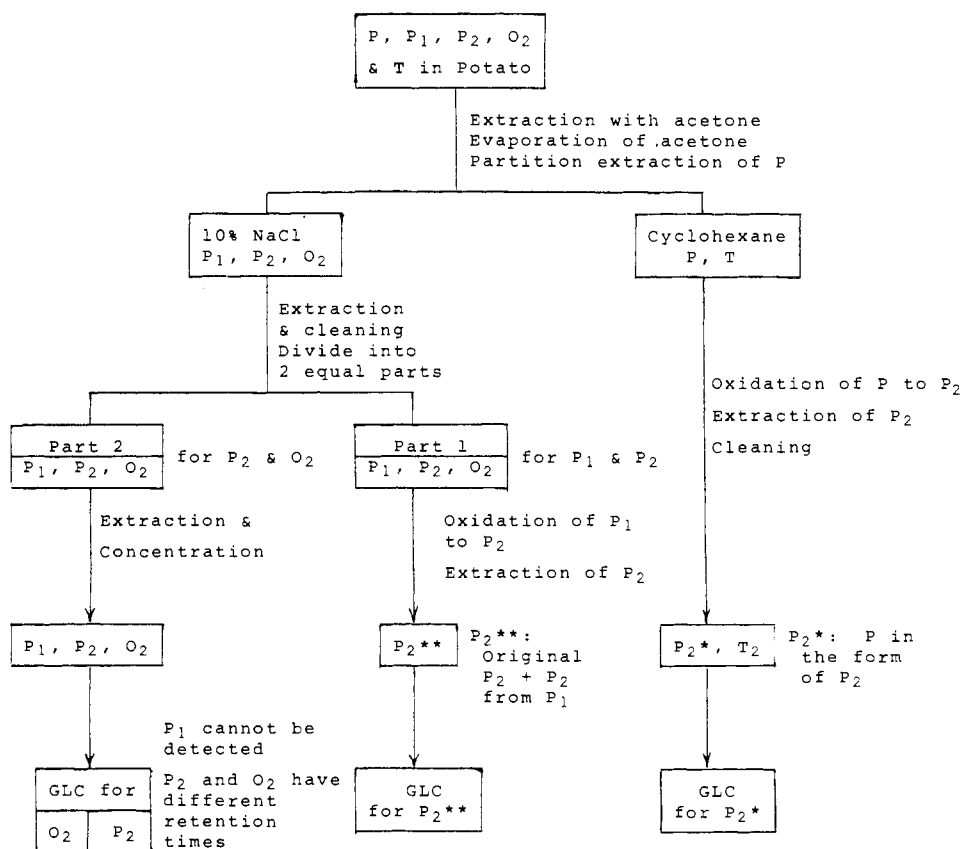 P, P₁, P₂, O₂
& T in Potato
Extraction with acetone
Evaporation of acetone
Partition extraction of P
10% NaCl
P₁, P₂, O₂
Cyclohexane
P, T
Extraction
& cleaning
Divide into
2 equal parts
Oxidation of P to P₂
Extraction of P₂
Cleaning
Part 2
P₁, P₂, O₂
for P₂ & O₂
Part 1
P₁, P₂, O₂
for P₁ & P₂
Extraction &
Concentration
Oxidation of P₁
to P₂
Extraction of P₂
P₁, P₂, O₂
P₂**
P₂**:
Original
P₂ + P₂
from P₁
P₂*, T₂
P₂*: P in
the form
of P₂
P₁ cannot be
detected
P₂ and O₂ have
different
retention
times
GLC for
O₂ P₂
GLC
for P₂**
GLC
for P₂*